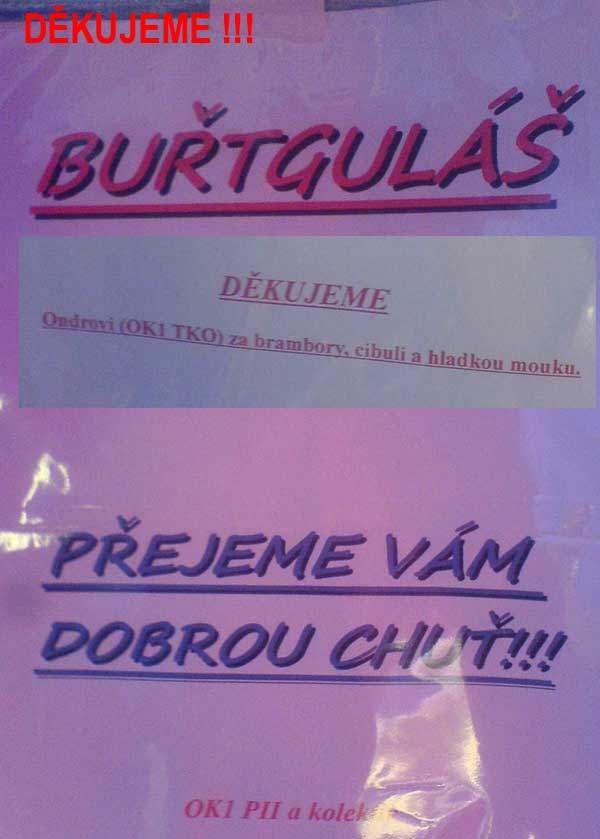 DĚKUJEME !!!
BUŘTGULÁŠ
DĚKUJEME
Ondrovi (OK1 TKO) za brambory, cibuli a hladkou mouku.
PŘEJEME VÁM
DOBROU CHUŤ!!!
OK1 PII a